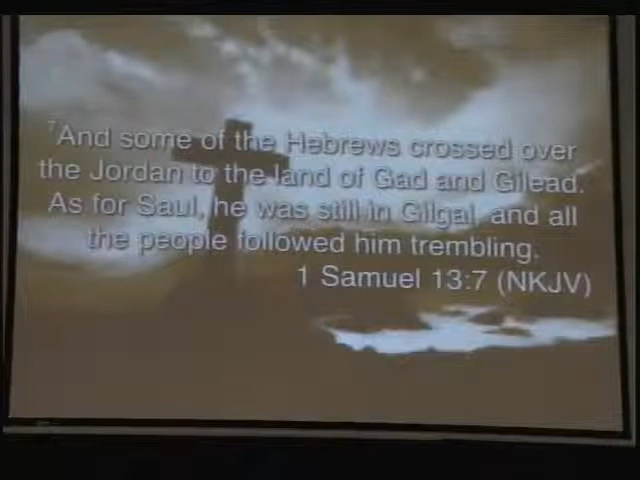 7And some of the Hebrews crossed over
the Jordan to the land of Gad and Gilead.
As for Saul, he was still in Gilgal, and all
the people followed him trembling.
1 Samuel 13:7 (NKJV)